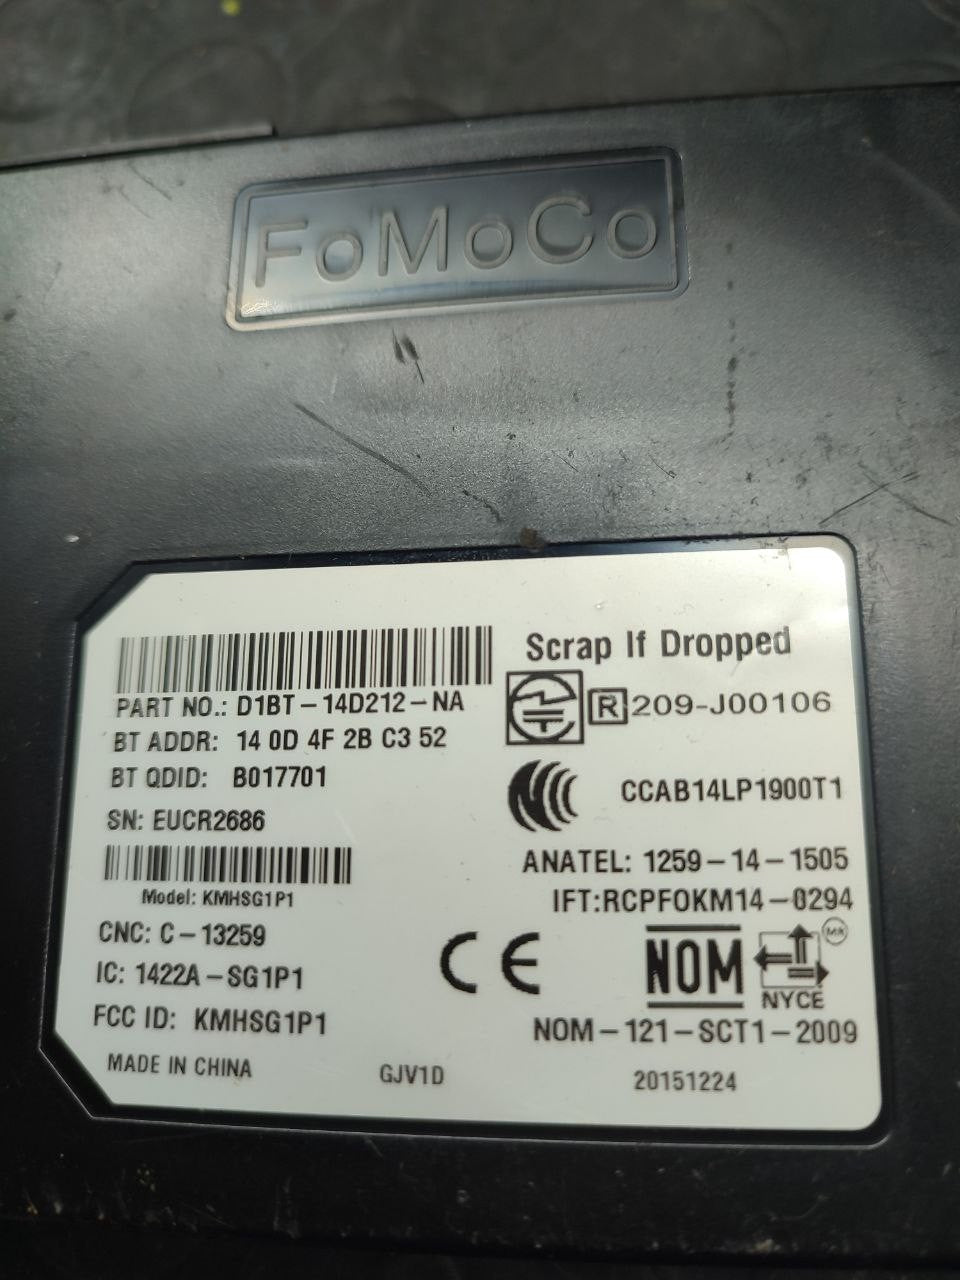 FoMoCo
Scrap If Dropped
PART NO.: D1BT-14D212-NA
R 209-J00106
BT ADDR: 14 0D 4F 2B C3 52
BT QDID: B017701
CCAB14LP1900T1
SN: EUCR2686
ANATEL: 1259-14-1505
Model: KMHSG1P1
IFT:RCPFOKM14-0294
CNC: C-13259
CE
NOM
MR
IC: 1422A-SG1P1
NYCE
FCC ID: KMHSG1P1
NOM-121-SCT1-2009
MADE IN CHINA
GJV1D
20151224